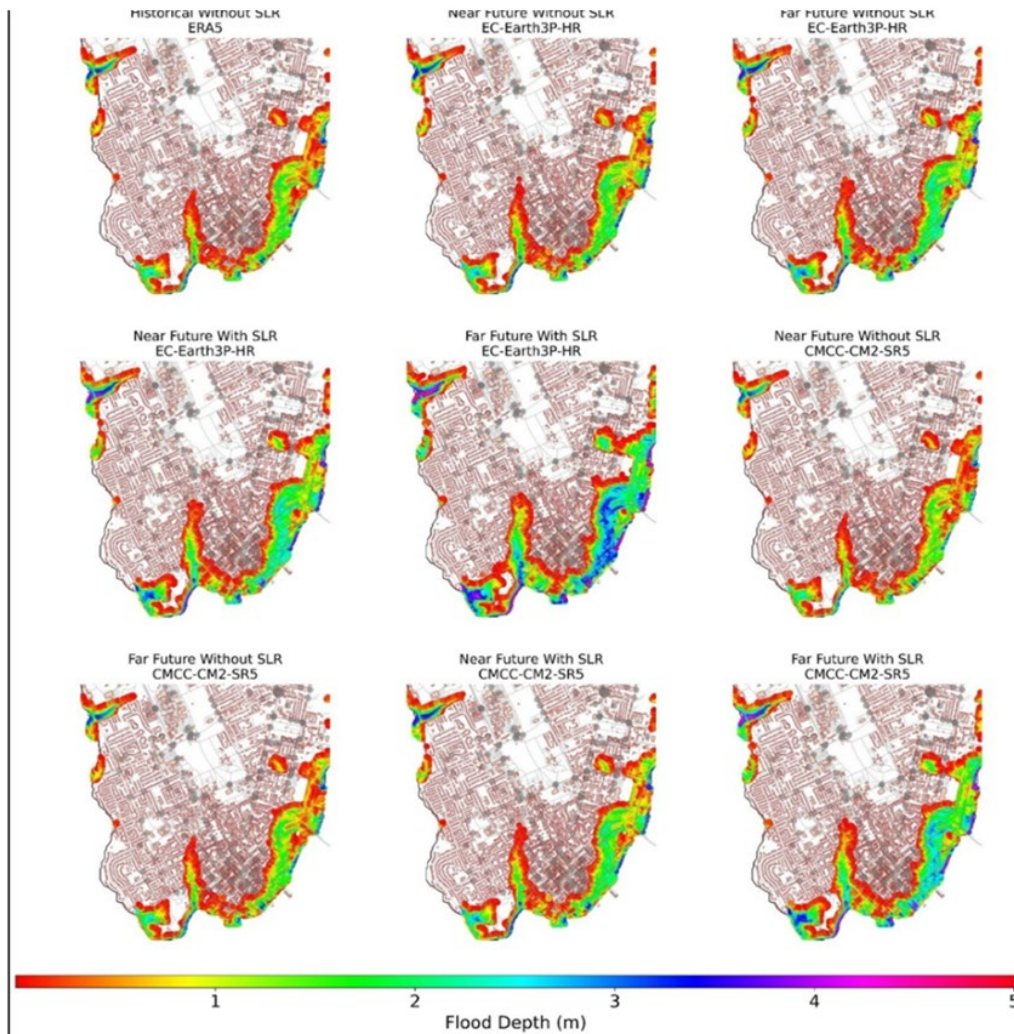 Historical Without SLR
ERA5
Near Future Without SLR
EC-Earth3P-HR
Far Future Without SLR
EC-Earth3P-HR
Near Future With SLR
EC-Earth3P-HR
Far Future With SLR
EC-Earth3P-HR
Near Future Without SLR
CMCC-CM2-SR5
Far Future Without SLR
CMCC-CM2-SR5
Near Future With SLR
CMCC-CM2-SR5
Far Future With SLR
CMCC-CM2-SR5
1 2 3 4 5
Flood Depth (m)